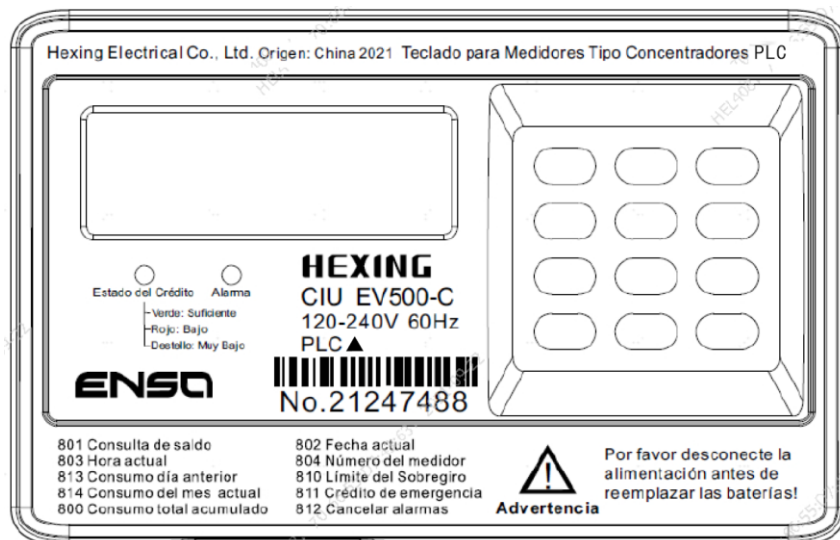 Hexing Electrical Co., Ltd. Origen: China 2021 Teclado para Medidores Tipo Concentradores PLC
Estado del Crédito Alarma
Verde: Suficiente
Rojo: Bajo
Destello: Muy Bajo
ENSA
HEXING
CIU EV500-C
120-240V 60Hz
PLC▲
No.21247488
801 Consulta de saldo
803 Hora actual
813 Consumo día anterior
814 Consumo del mes actual
800 Consumo total acumulado
802 Fecha actual
804 Número del medidor
810 Límite del Sobregiro
811 Crédito de emergencia
812 Cancelar alarmas
Advertencia
Por favor desconecte la
alimentación antes de
reemplazar las baterías!